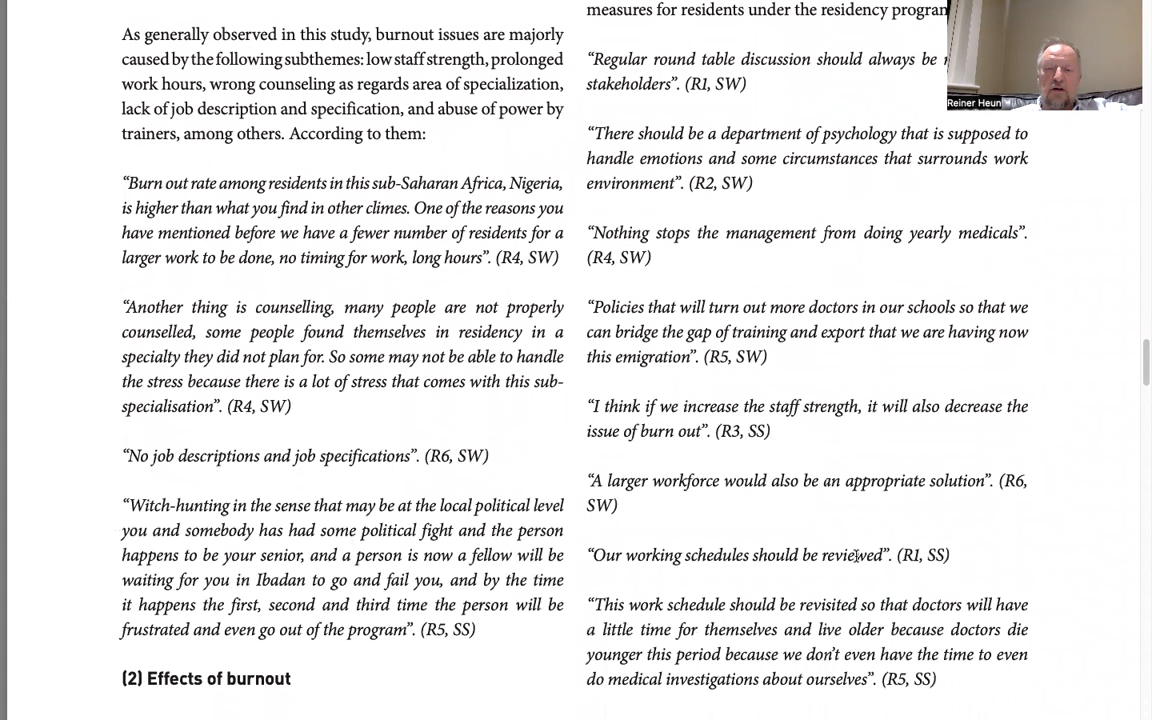 As generally observed in this study, burnout issues are majorly
caused by the following subthemes: low staff strength, prolonged
work hours, wrong counseling as regards area of specialization,
lack of job description and specification, and abuse of power by
trainers, among others. According to them:
“Burn out rate among residents in this sub-Saharan Africa, Nigeria,
is higher than what you find in other climes. One of the reasons you
have mentioned before we have a fewer number of residents for a
larger work to be done, no timing for work, long hours”. (R4, SW)
“Another thing is counselling, many people are not properly
counselled, some people found themselves in residency in a
specialty they did not plan for. So some may not be able to handle
the stress because there is a lot of stress that comes with this sub-
specialisation”. (R4, SW)
“No job descriptions and job specifications”. (R6, SW)
“Witch-hunting in the sense that may be at the local political level
you and somebody has had some political fight and the person
happens to be your senior, and a person is now a fellow will be
waiting for you in Ibadan to go and fail you, and by the time
it happens the first, second and third time the person will be
frustrated and even go out of the program”. (R5, SS)
(2) Effects of burnout
measures for residents under the residency program
“Regular round table discussion should always be
stakeholders”. (R1, SW)
“There should be a department of psychology that is supposed to
handle emotions and some circumstances that surrounds work
environment”. (R2, SW)
“Nothing stops the management from doing yearly medicals”.
(R4, SW)
“Policies that will turn out more doctors in our schools so that we
can bridge the gap of training and export that we are having now
this emigration”. (R5, SW)
“I think if we increase the staff strength, it will also decrease the
issue of burn out”. (R3, SS)
“A larger workforce would also be an appropriate solution”. (R6,
SW)
“Our working schedules should be reviewed”. (R1, SS)
“This work schedule should be revisited so that doctors will have
a little time for themselves and live older because doctors die
younger this period because we don’t even have the time to even
do medical investigations about ourselves”. (R5, SS)
Reiner Heun